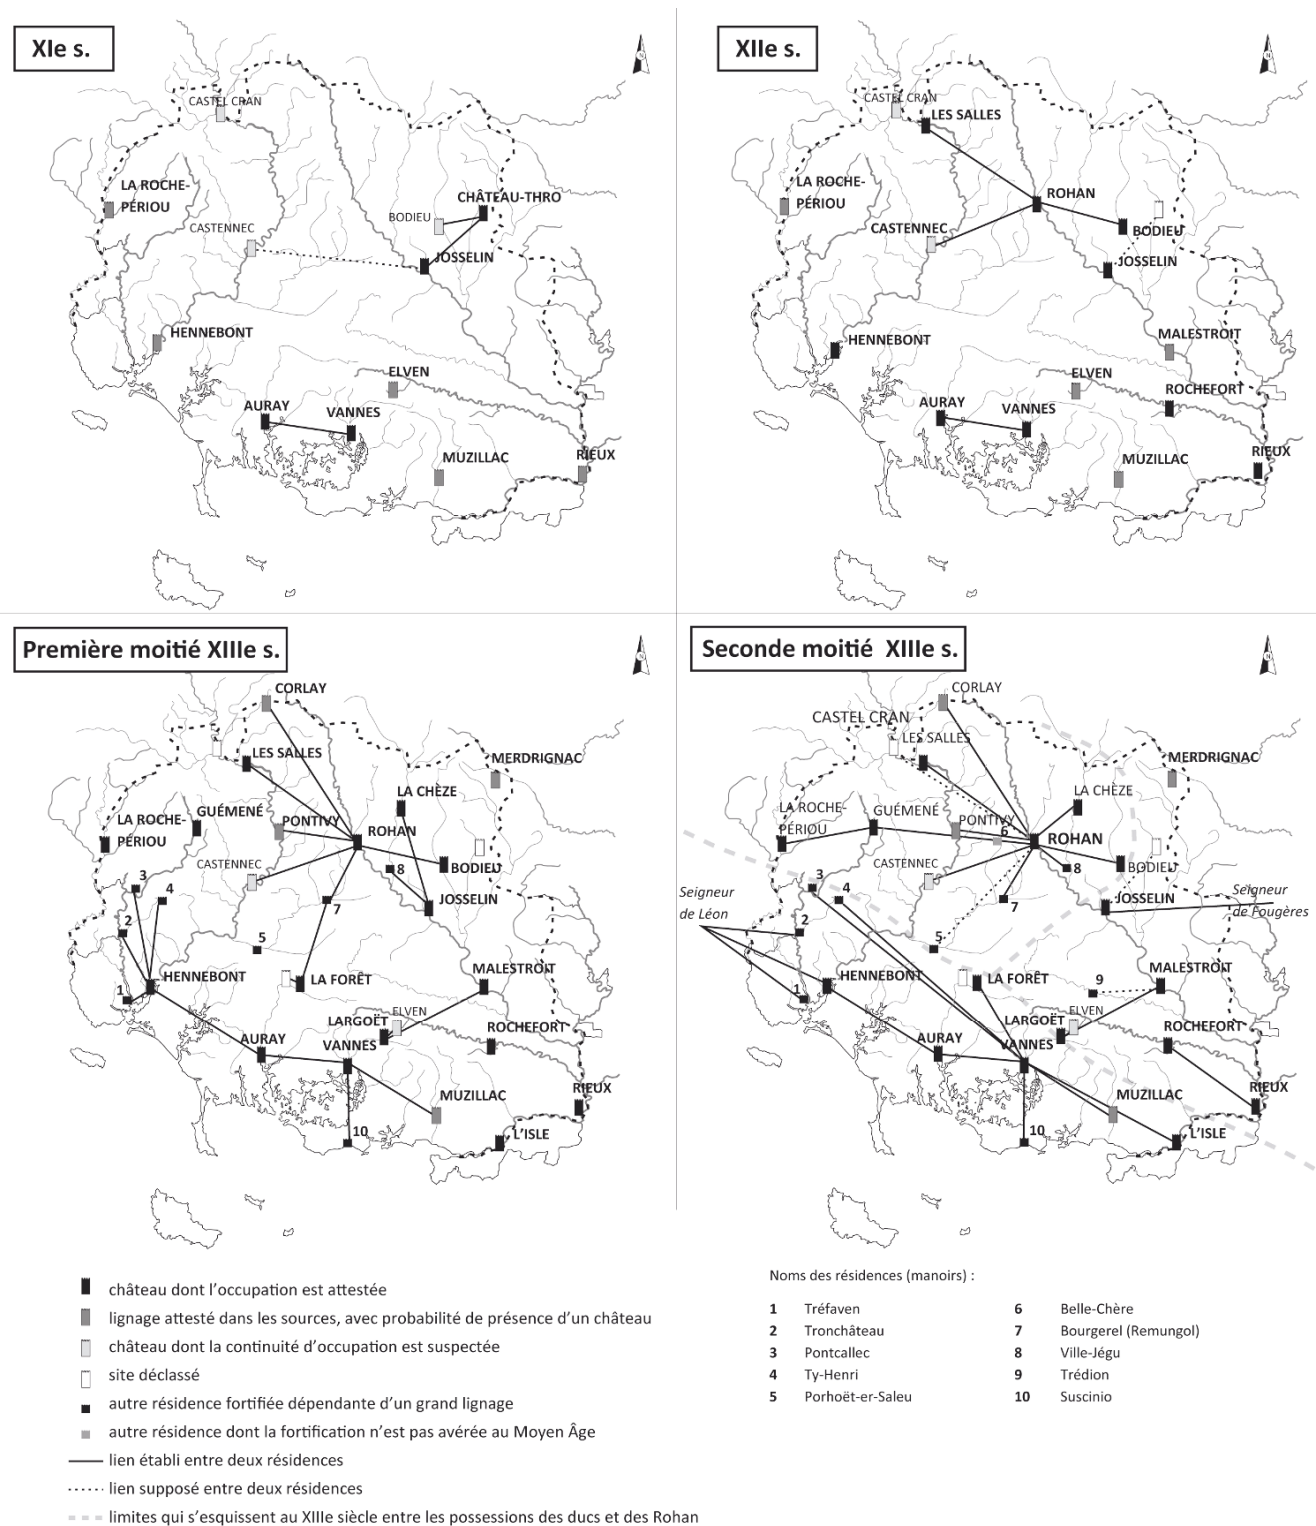 XIe s.
N
CASTEL CRAN
LA ROCHE-
PÉRIOU
CHÂTEAU-THRO
BODIEU
CASTENNEC
JOSSELIN
HENNEBONT
ELVEN
AURAY
VANNES
MUZILLAC
RIEUX
XIIe s.
N
CASTEL CRAN
LES SALLES
LA ROCHE-
PÉRIOU
ROHAN
CASTENNEC
BODIEU
JOSSELIN
HENNEBONT
MALESTROIT
ELVEN
ROCHEFORT
AURAY
VANNES
MUZILLAC
RIEUX
Première moitié XIIIe s.
N
CORLAY
LES SALLES
MERDRIGNAC
LA CHÈZE
GUÉMENÉ
LA ROCHE-
PÉRIOU
PONTIVY
ROHAN
CASTENNEC
BODIEU
8
3
4
JOSSELIN
7
2
5
HENNEBONT
LA FORÊT
MALESTROIT
1
ELVEN
LARGOËT
ROCHEFORT
AURAY
VANNES
RIEUX
MUZILLAC
10
L'ISLE
Seconde moitié XIIIe s.
N
CORLAY
CASTEL CRAN
LES SALLES
MERDRIGNAC
LA CHÈZE
LA ROCHE-
PÉRIOU
GUÉMENÉ
PONTIVY
6
ROHAN
CASTENNEC
BODIEU
8
3
4
Seigneur
de Léon
JOSSELIN
Seigneur
de Fougères
7
2
5
HENNEBONT
LA FORÊT
9
MALESTROIT
1
ELVEN
LARGOËT
ROCHEFORT
AURAY
VANNES
RIEUX
MUZILLAC
10
L'ISLE
château dont l'occupation est attestée
lignage attesté dans les sources, avec probabilité de présence d'un château
château dont la continuité d'occupation est suspectée
site déclassé
autre résidence fortifiée dépendante d'un grand lignage
autre résidence dont la fortification n'est pas avérée au Moyen Âge
lien établi entre deux résidences
lien supposé entre deux résidences
limites qui s'esquissent au XIIIe siècle entre les possessions des ducs et des Rohan
Noms des résidences (manoirs) :
1 Tréfaven
2 Tronchâteau
3 Pontcallec
4 Ty-Henri
5 Porhoët-er-Saleu
6 Belle-Chère
7 Bourgerel (Remungol)
8 Ville-Jégu
9 Trédion
10 Suscinio